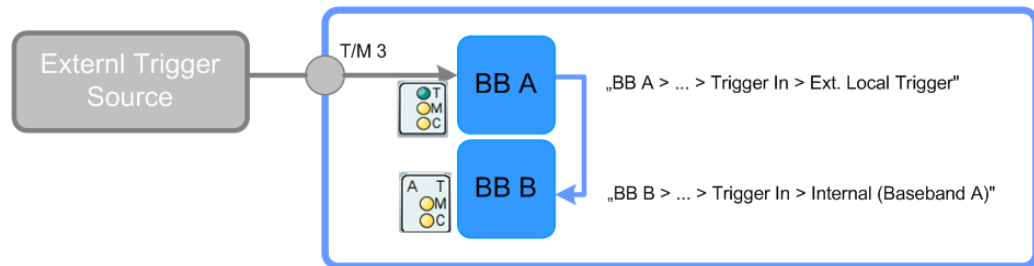 Externl Trigger
Source
T/M 3
T
M
C
BB A
„BB A > ... > Trigger In > Ext. Local Trigger"
A T
M
C
BB B
„BB B > ... > Trigger In > Internal (Baseband A)"